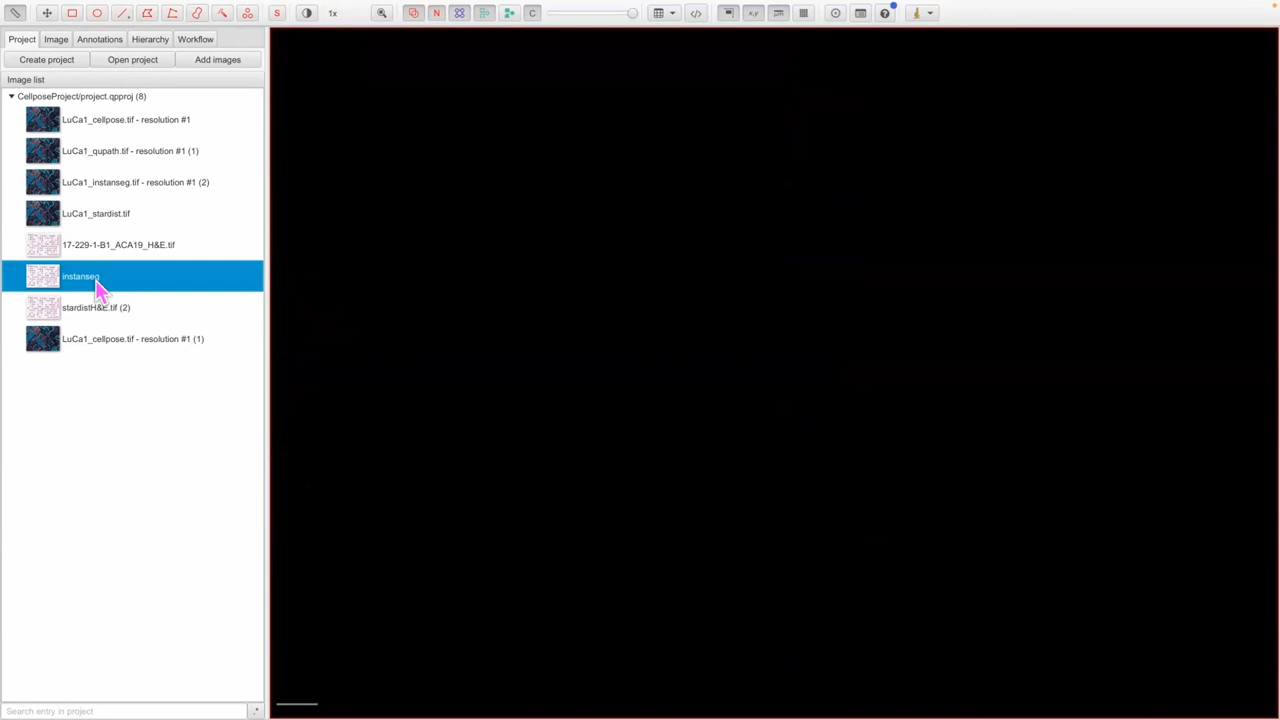 S
1x
N
C
x,y
µm
</>
?
Project
Image
Annotations
Hierarchy
Workflow
Create project
Open project
Add images
Image list
CellposeProject/project.qpproj (8)
LuCa1_cellpose.tif - resolution #1
LuCa1_qupath.tif - resolution #1 (1)
LuCa1_instanseg.tif - resolution #1 (2)
LuCa1_stardist.tif
17-229-1-B1_ACA19_H&E.tif
instanseg
stardistH&E.tif (2)
LuCa1_cellpose.tif - resolution #1 (1)
Search entry in project
.*